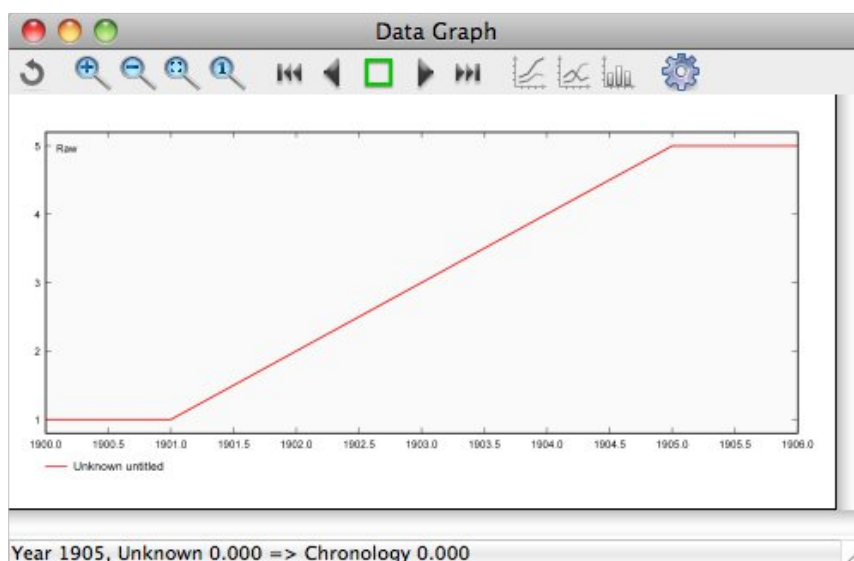 Data Graph
1
Raw
5
4
3
2
1
1900.0 1900.5 1901.0 1901.5 1902.0 1902.5 1903.0 1903.5 1904.0 1904.5 1905.0 1905.5 1906.0
Unknown untitled
Year 1905, Unknown 0.000 => Chronology 0.000